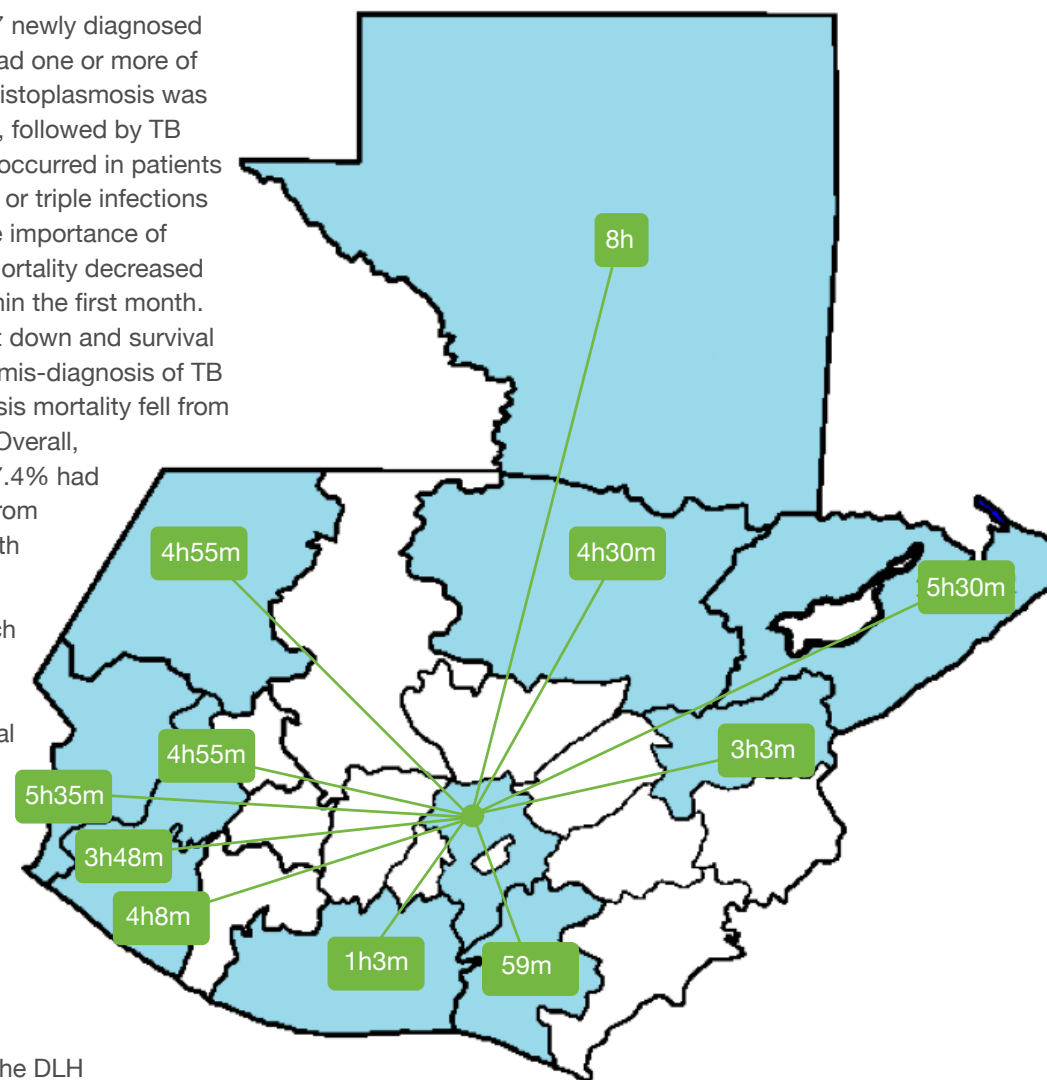 7 newly diagnosed
ad one or more of
istoplasmosis was
, followed by TB
occurred in patients
or triple infections
e importance of
ortality decreased
hin the first month.
t down and survival
mis-diagnosis of TB
sis mortality fell from
Overall,
7.4% had
rom
th
ch
al
he DLH
8h
4h55m
4h30m
5h30m
4h55m
3h3m
5h35m
3h48m
4h8m
1h3m
59m